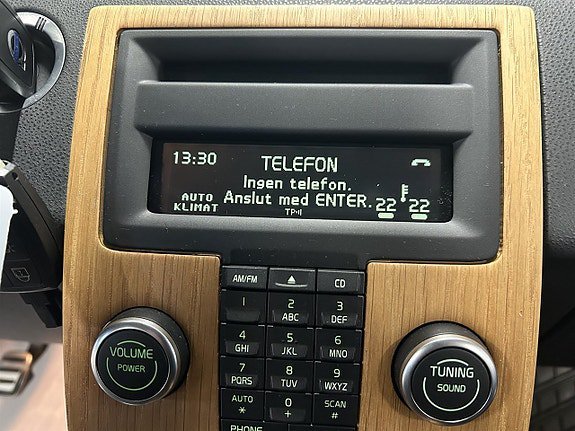 13:30
TELEFON
Ingen telefon.
AUTO
KLIMAT
Anslut med ENTER.
22
22
TP
AM/FM
CD
1
2
ABC
3
DEF
4
GHI
5
JKL
6
MNO
7
PQRS
8
TUV
9
WXYZ
AUTO
*
0
+
SCAN
#
PHONE
VOLUME
POWER
TUNING
SOUND